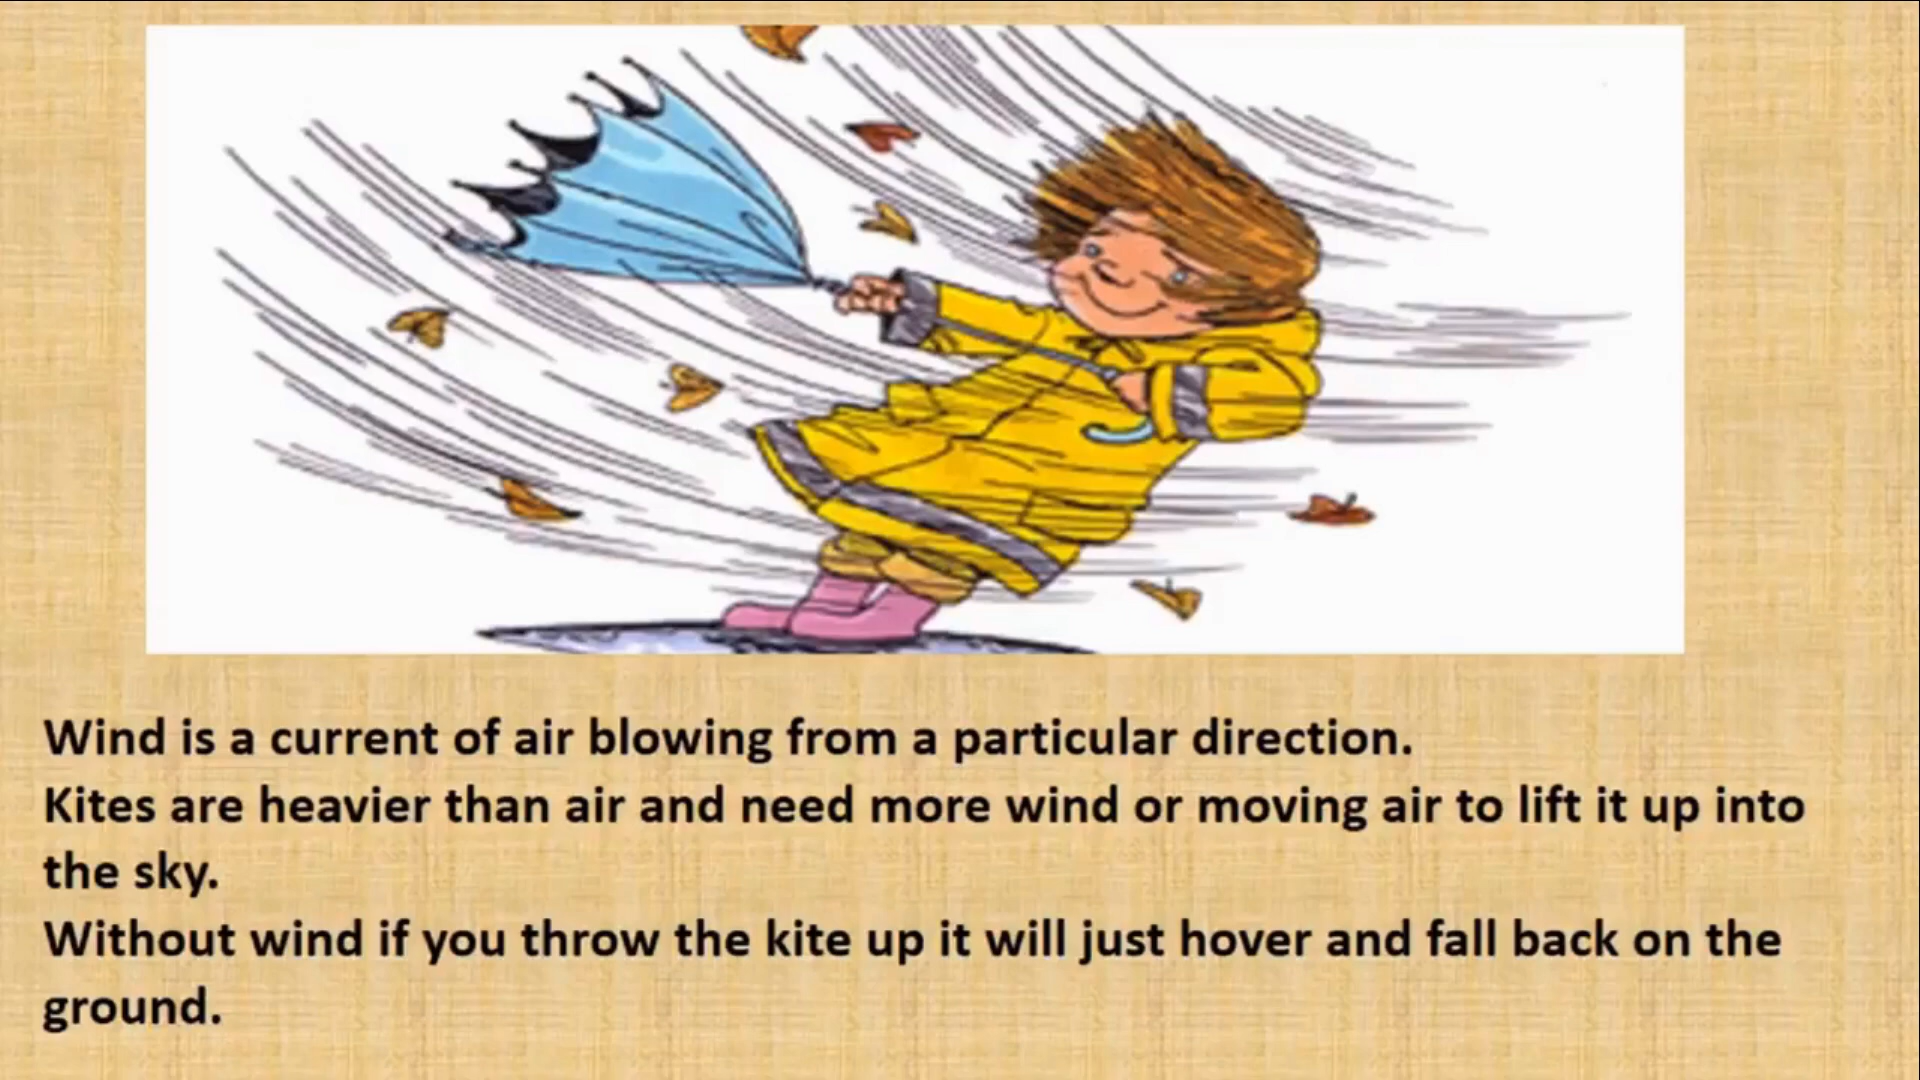 Wind is a current of air blowing from a particular direction.
Kites are heavier than air and need more wind or moving air to lift it up into
the sky.
Without wind if you throw the kite up it will just hover and fall back on the
ground.